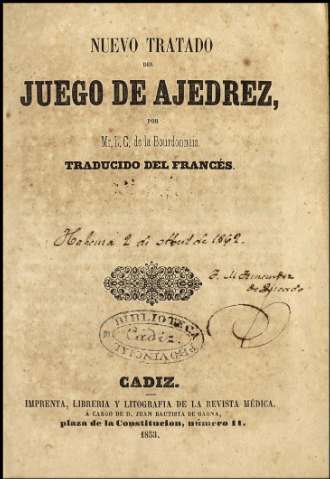 NUEVO TRATADO
DEL
JUEGO DE AJEDREZ,
POR
Mr. L. C. de la Bourdonnais.
TRADUCIDO DEL FRANCÉS.
Habana 2 de Abril de 1892.
BIBLIOTECA
PROVINCIAL
Cadiz
CADIZ.
IMPRENTA, LIBRERIA Y LITOGRAFIA DE LA REVISTA MÉDICA.
Á CARGO DE D. JUAN BAUTISTA DE GAONA,
plaza de la Constitucion, número 11.
1853.